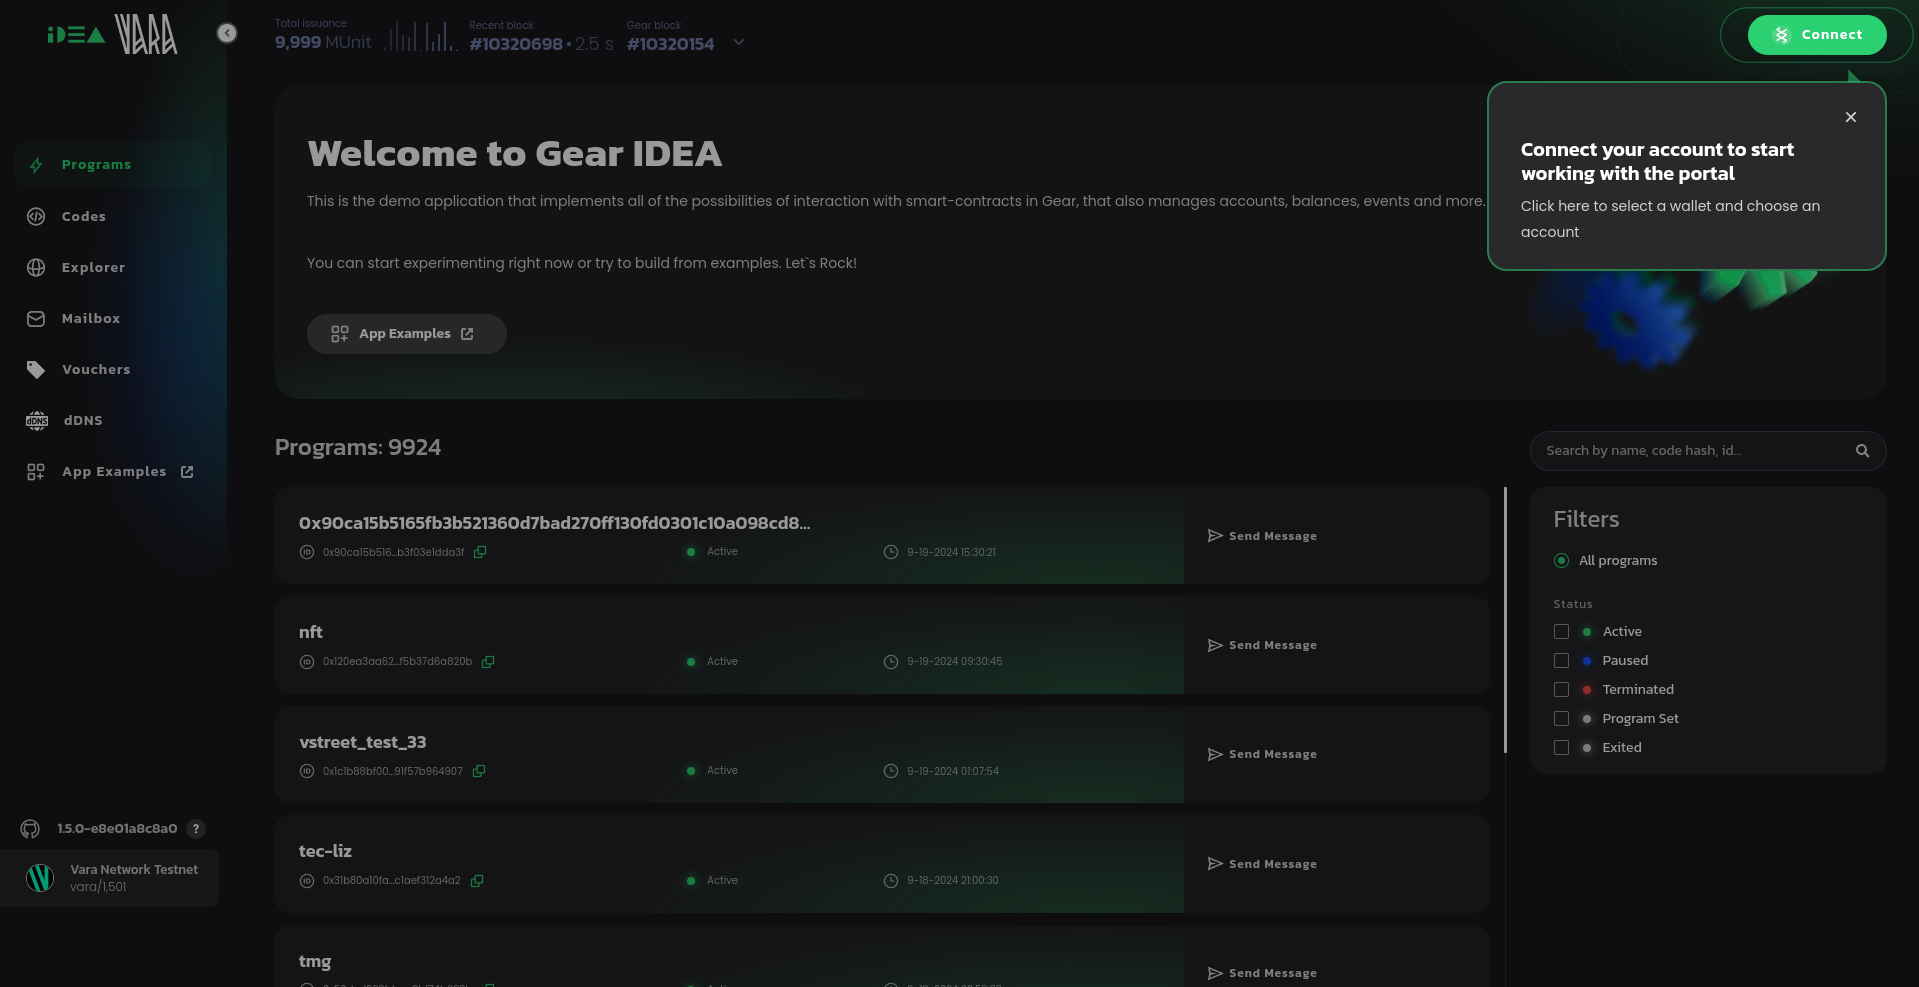 iDEA VARA
Total issuance
9,999 MUnit
Recent block
#10320698 • 2.5 s
Gear block
#10320154
Connect
Connect your account to start
working with the portal
Click here to select a wallet and choose an
account
Programs
Codes
Explorer
Mailbox
Vouchers
dDNS
App Examples
1.5.0-e8e01a8c8a0 ?
Vara Network Testnet
vara/1,501
Welcome to Gear IDEA
This is the demo application that implements all of the possibilities of interaction with smart-contracts in Gear, that also manages accounts, balances, events and more.
You can start experimenting right now or try to build from examples. Let`s Rock!
App Examples
Programs: 9924
Search by name, code hash, id...
0x90ca15b5165fb3b521360d7bad270ff130fd0301c10a098cd8...
ID 0x90ca15b516...b3f03e1dda3f Active 9-19-2024 15:30:21
Send Message
nft
ID 0x120ea3aa62...f5b37d6a820b Active 9-19-2024 09:30:45
Send Message
vstreet_test_33
ID 0x1c1b88bf00...91f57b964907 Active 9-19-2024 01:07:54
Send Message
tec-liz
ID 0x31b80a10fa...c1aef312a4a2 Active 9-18-2024 21:00:30
Send Message
tmg
Send Message
Filters
All programs
Status
Active
Paused
Terminated
Program Set
Exited